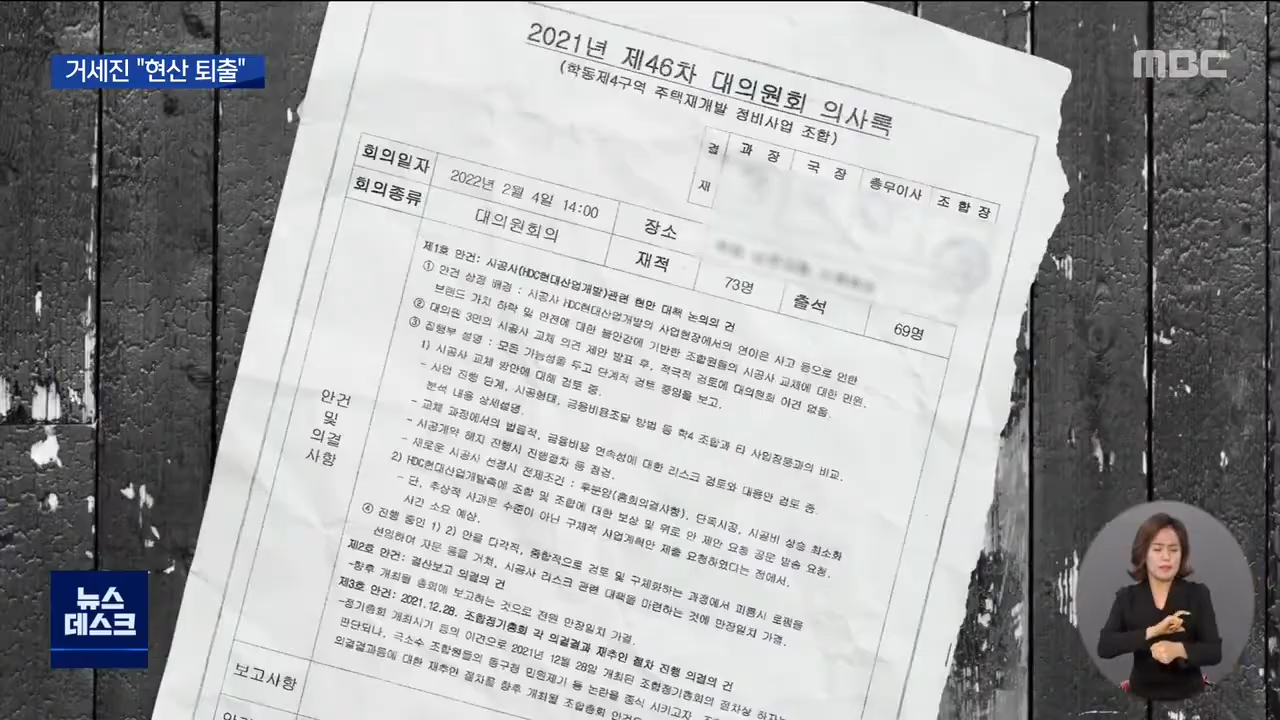 거세진 "현산 퇴출"
MBC
2021년 제46차 대의원회 의사록
(학동제4구역 주택재개발 정비사업 조합)
결재
과 장
국 장
총무이사
조 합 장
회의일자
2022년 2월 4일 14:00
장소
회의종류
대의원회의
재적
73명
출석
69명
안건 및 의결 사항
제1호 안건: 시공사(HDC현대산업개발)관련 현안 대책 논의의 건
① 안건 상정 배경 : 시공사 HDC현대산업개발의 사업현장에서의 연이은 사고 등으로 인한
브랜드 가치 하락 및 안전에 대한 불안감에 기반한 조합원들의 시공사 교체에 대한 민원.
② 대의원 3민의 시공사 교체 의견 제안 발표 후, 적극적 검토에 대의원회 이견 없음.
③ 집행부 설명 : 모든 가능성을 두고 단계적 검토 중임을 보고.
1) 시공사 교체 방안에 대해 검토 중.
- 사업 진행 단계, 시공형태, 금융비용조달 방법 등 학4 조합과 타 사업장들과의 비교.
분석 내용 상세설명.
- 교체 과정에서의 법률적, 금융비용 연속성에 대한 리스크 검토와 대응안 검토 중.
- 시공계약 해지 진행시 진행절차 등 점검.
- 새로운 시공사 선정시 전제조건 : 후분양(총회의결사항), 단독시공, 시공비 상승 최소화
2) HDC현대산업개발측에 조합 및 조합에 대한 보상 및 위로 안 제안 요청 공문 발송 요청.
- 단, 추상적 사과문 수준이 아닌 구체적 사업계획안 제출 요청하였다는 점에서.
시간 소요 예상.
④ 진행 중인 1) 2) 안을 다각적, 종합적으로 검토 및 구체화하는 과정에서 필요시 로펌을
선임하여 자문 등을 거쳐, 시공사 리스크 관련 대책을 마련하는 것에 만장일치 가결.
제2호 안건: 결산보고 의결의 건
-향후 개최될 총회에 보고하는 것으로 전원 만장일치 가결.
제3호 안건: 2021.12.28. 조합정기총회 각 의결결과 재추인 절차 진행 의결의 건
-정기총회 개최시기 등의 이견으로 2021년 12월 28일 개최된 조합정기총회의 절차상 하자는
판단되나, 극소수 조합원들의 동구청 민원제기 등 논란을 종식 시키고자,
의결결과등에 대한 재추인 절차를 향후 개최될 조합총회
보고사항
뉴스
데스크